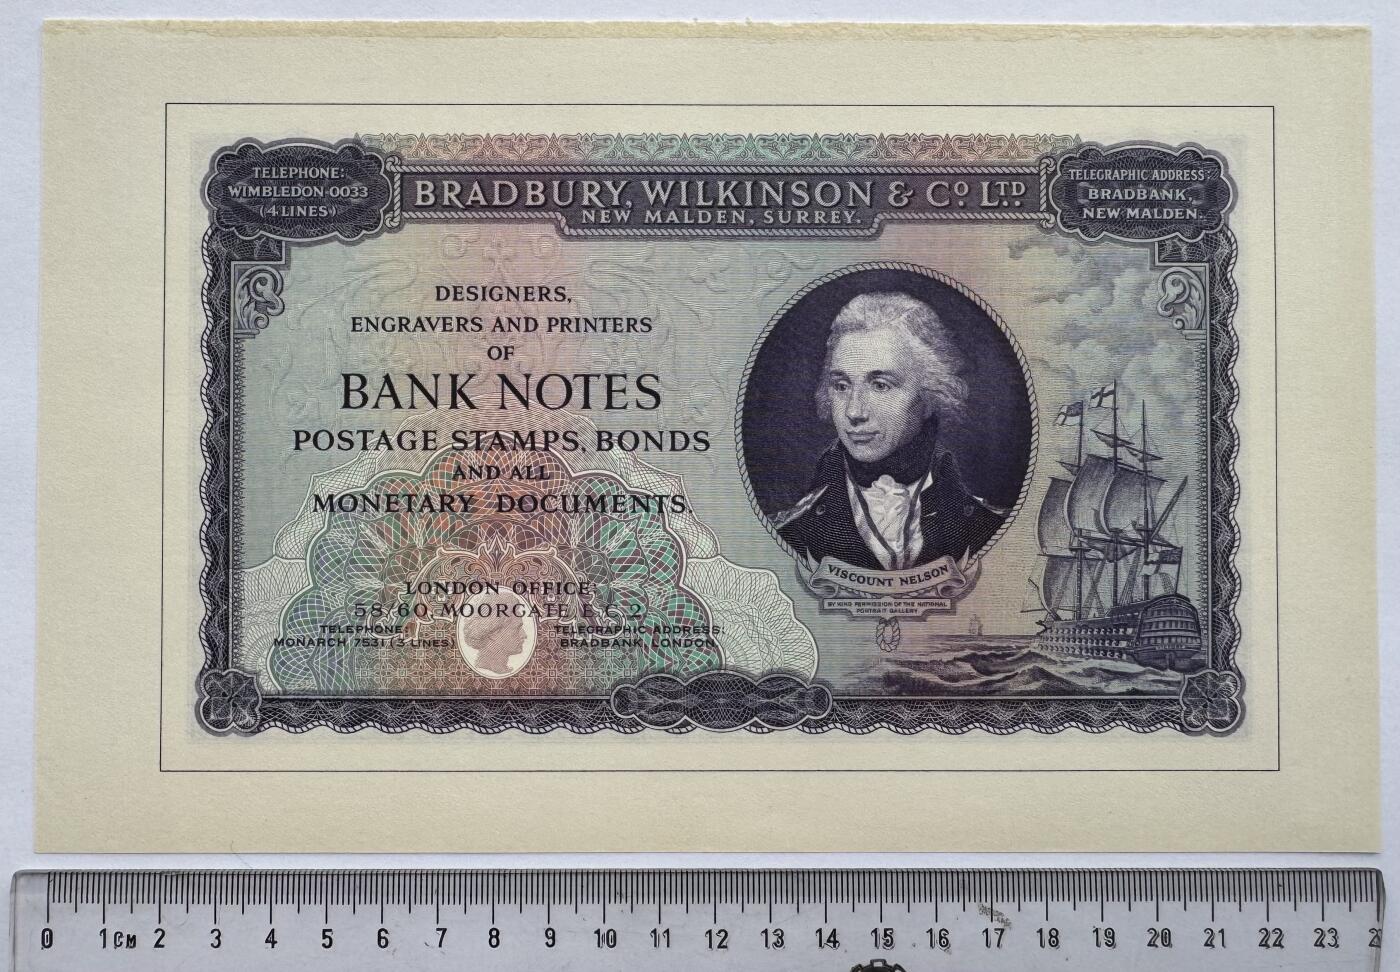 TELEPHONE:
WIMBLEDON-0033
(4 LINES)
BRADBURY, WILKINSON & Cº LTD
NEW MALDEN, SURREY.
TELEGRAPHIC ADDRESS:
BRADBANK,
NEW MALDEN.
DESIGNERS,
ENGRAVERS AND PRINTERS
OF
BANK NOTES
POSTAGE STAMPS, BONDS
AND ALL
MONETARY DOCUMENTS.
LONDON OFFICE:
58/60, MOORGATE E.C.2.
TELEPHONE:
MONARCH 7531 (3 LINES)
TELEGRAPHIC ADDRESS:
BRADBANK, LONDON.
VISCOUNT NELSON
BY KIND PERMISSION OF THE NATIONAL
PORTRAIT GALLERY
0 1CM 2 3 4 5 6 7 8 9 10 11 12 13 14 15 16 17 18 19 20 21 22 23